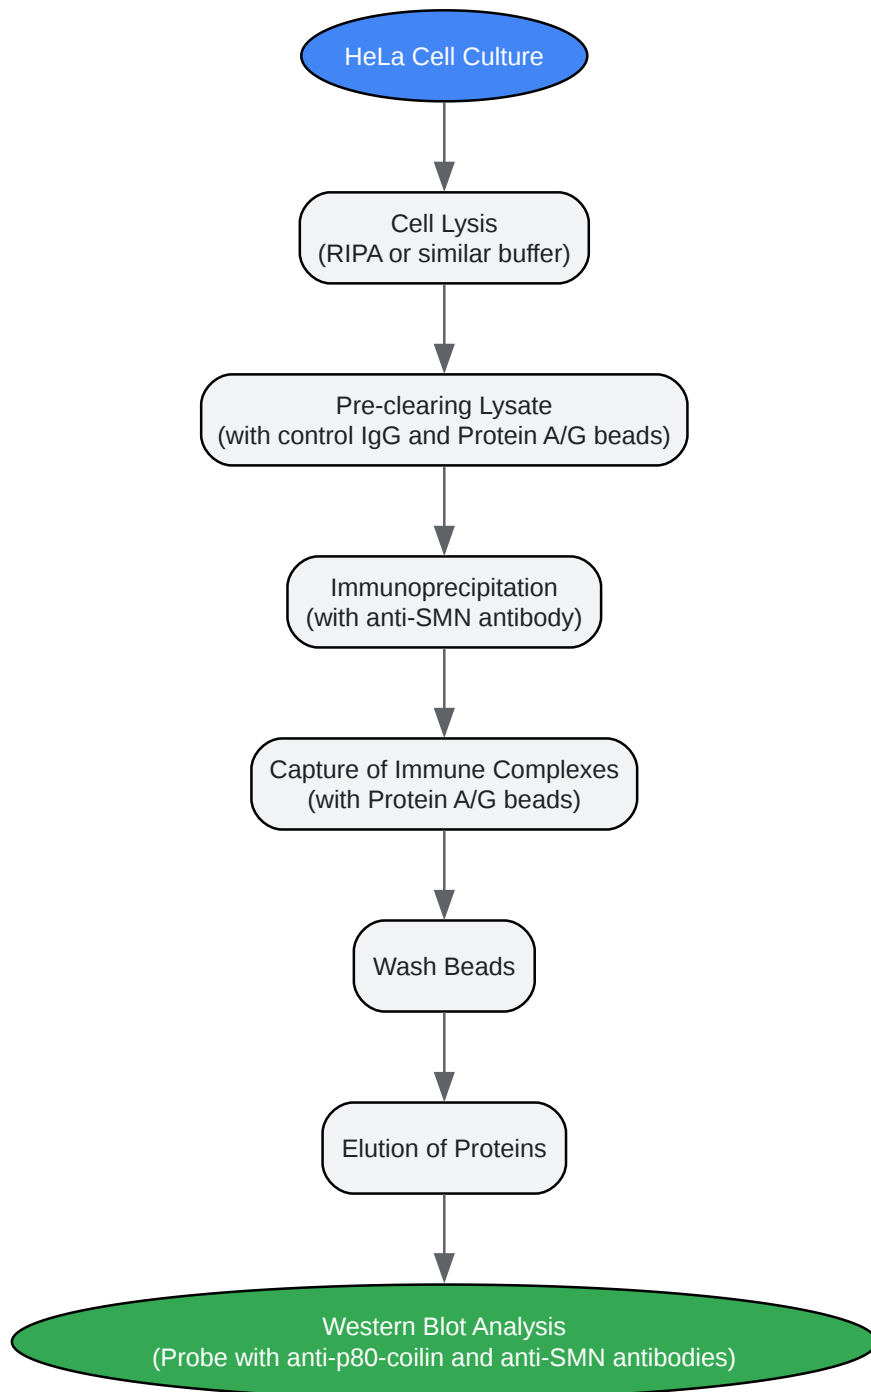 HeLa Cell Culture
Cell Lysis
(RIPA or similar buffer)
Pre-clearing Lysate
(with control IgG and Protein A/G beads)
Immunoprecipitation
(with anti-SMN antibody)
Capture of Immune Complexes
(with Protein A/G beads)
Wash Beads
Elution of Proteins
Western Blot Analysis
(Probe with anti-p80-coilin and anti-SMN antibodies)